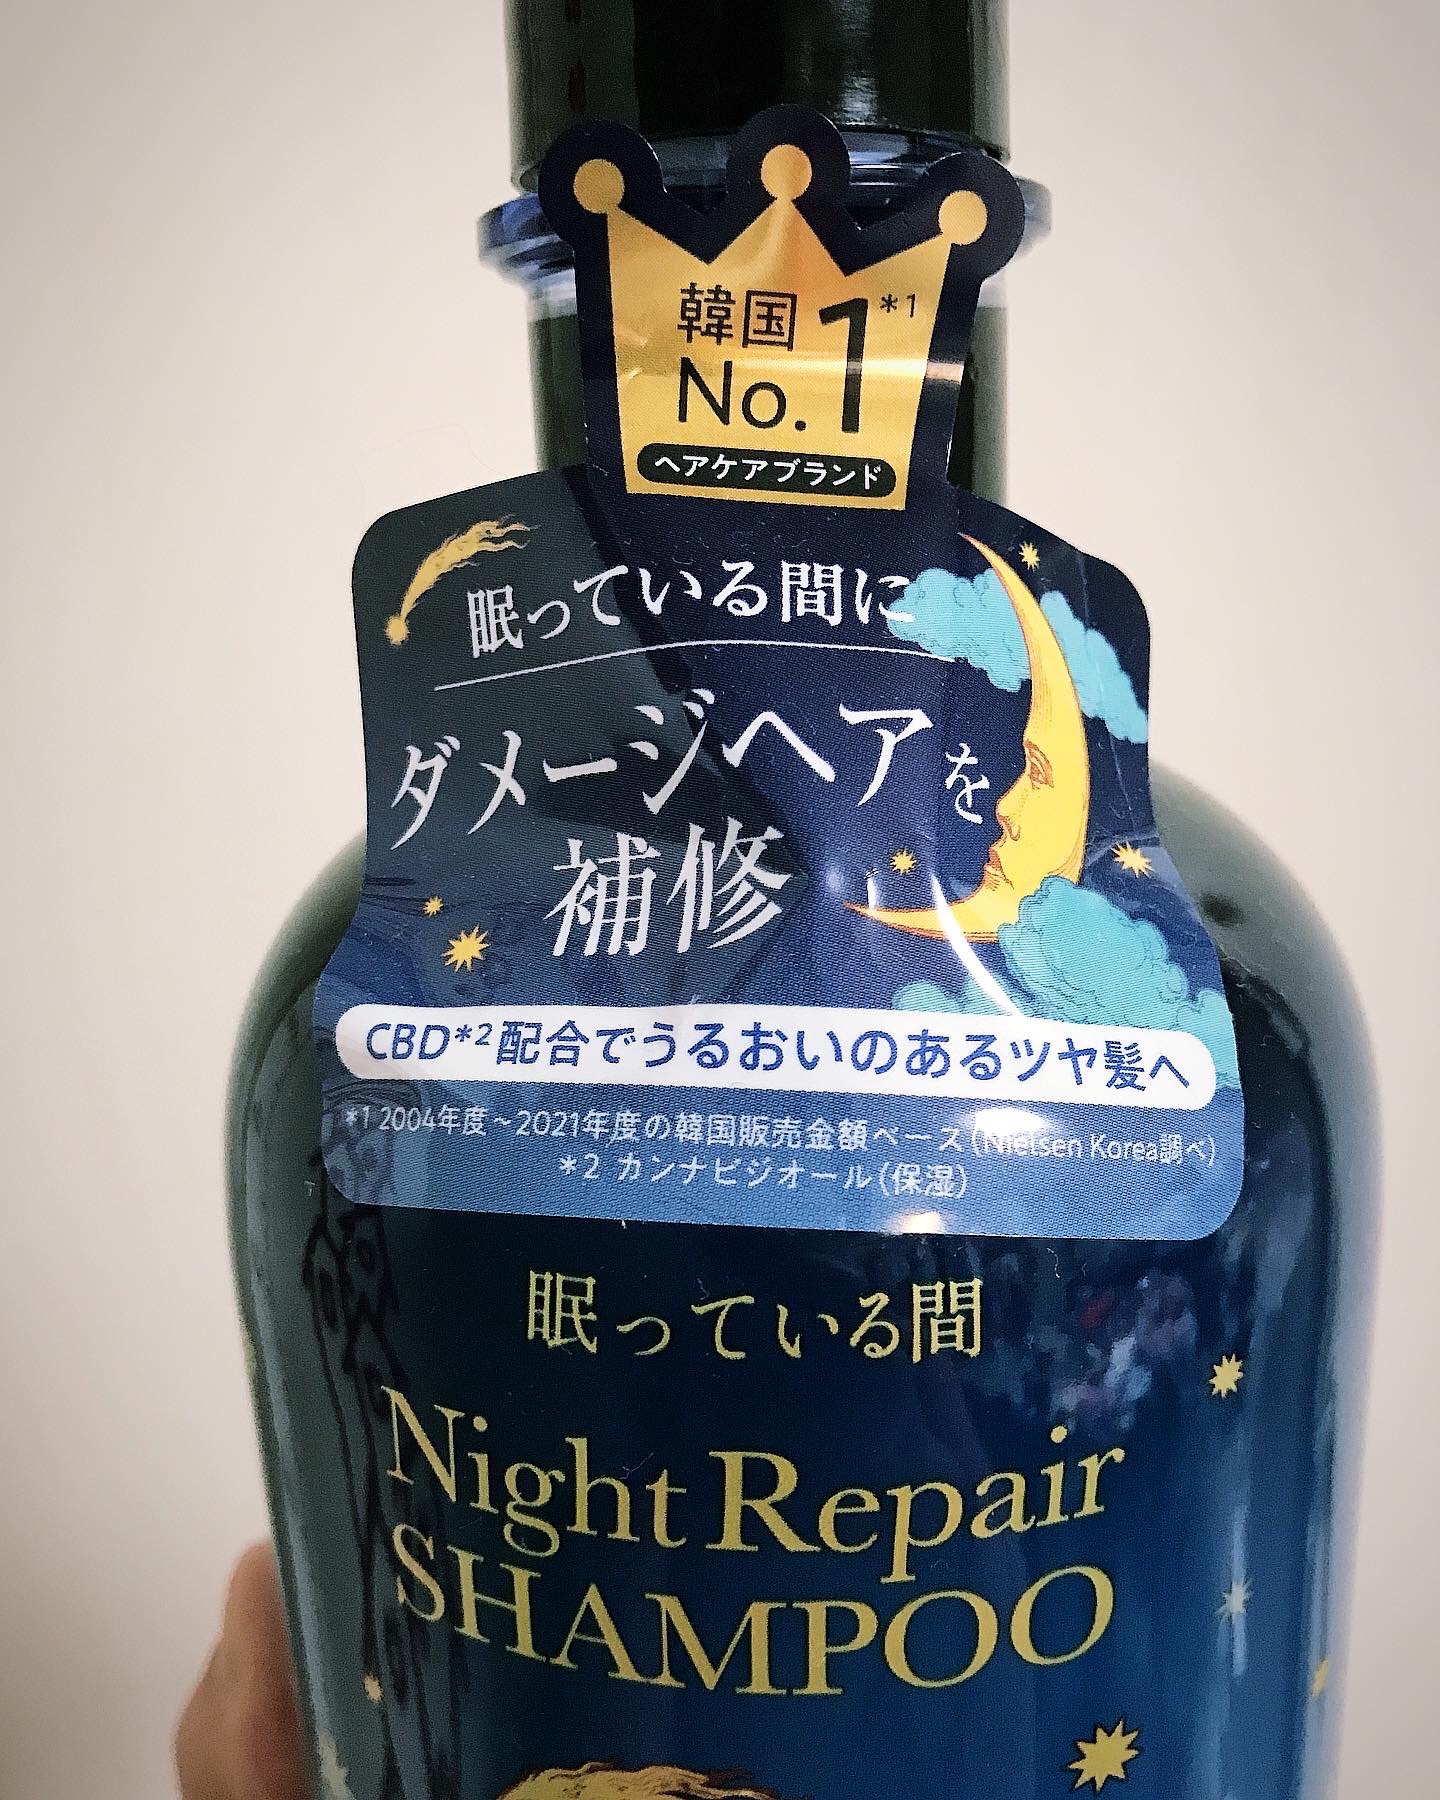 韓国
No.1*1
ヘアケアブランド
眠っている間に
ダメージヘアを
補修
CBD*2配合でうるおいのあるツヤ髪へ
*1 2004年度~2021年度の韓国販売金額ベース(Nielsen Korea調べ)
*2 カンナビジオール(保湿)
眠っている間
Night Repair
SHAMPOO